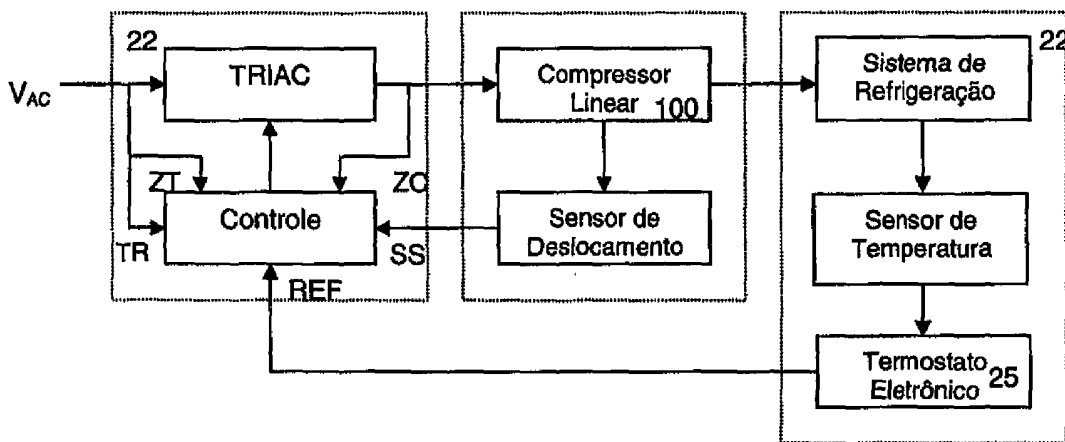 22
TRIAC
V_AC
ZT
ZC
Controle
TR
SS
REF
Compressor
Linear
100
Sensor de
Deslocamento
22
Sistema de
Refrigeração
Sensor de
Temperatura
Termostato
Eletrônico
25